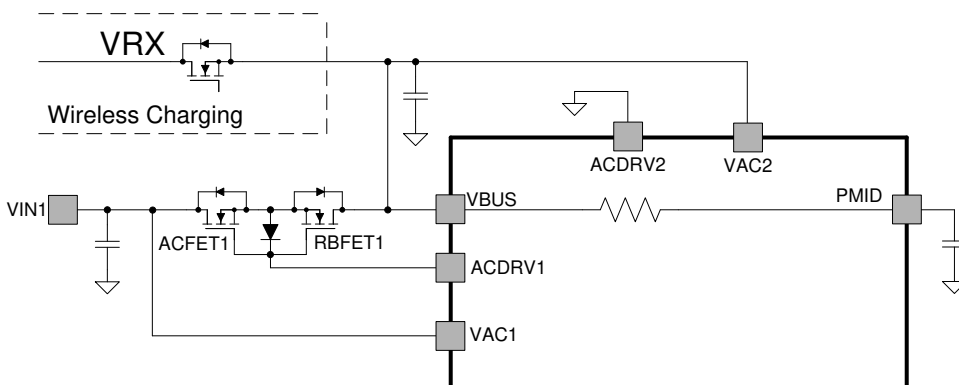 VRX
Wireless Charging
ACDRV2
VAC2
VIN1
VBUS
PMID
ACFET1
RBFET1
ACDRV1
VAC1